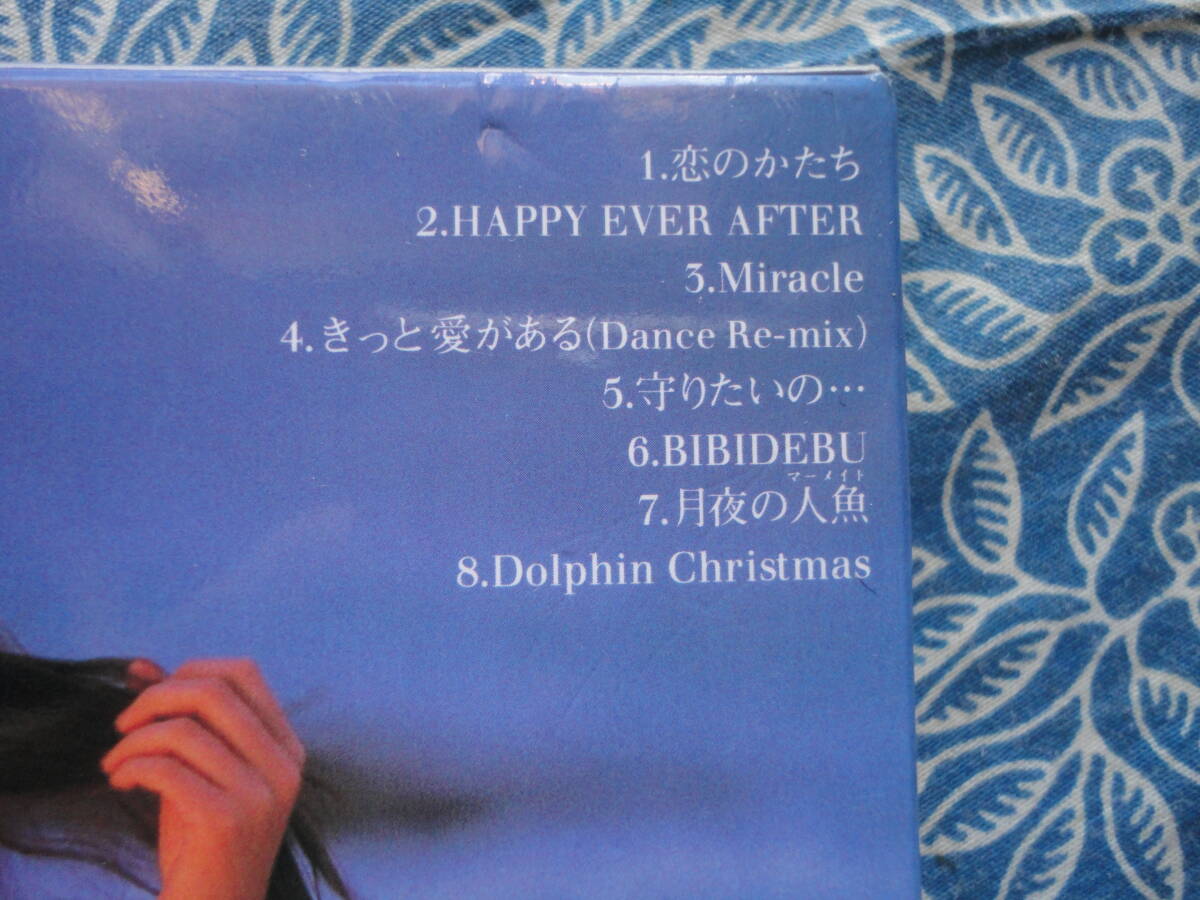 1.恋のかたち
2.HAPPY EVER AFTER
3.Miracle
4.きっと愛がある(Dance Re-mix)
5.守りたいの…
6.BIBIDEBU
マーメイト
7.月夜の人魚
8.Dolphin Christmas